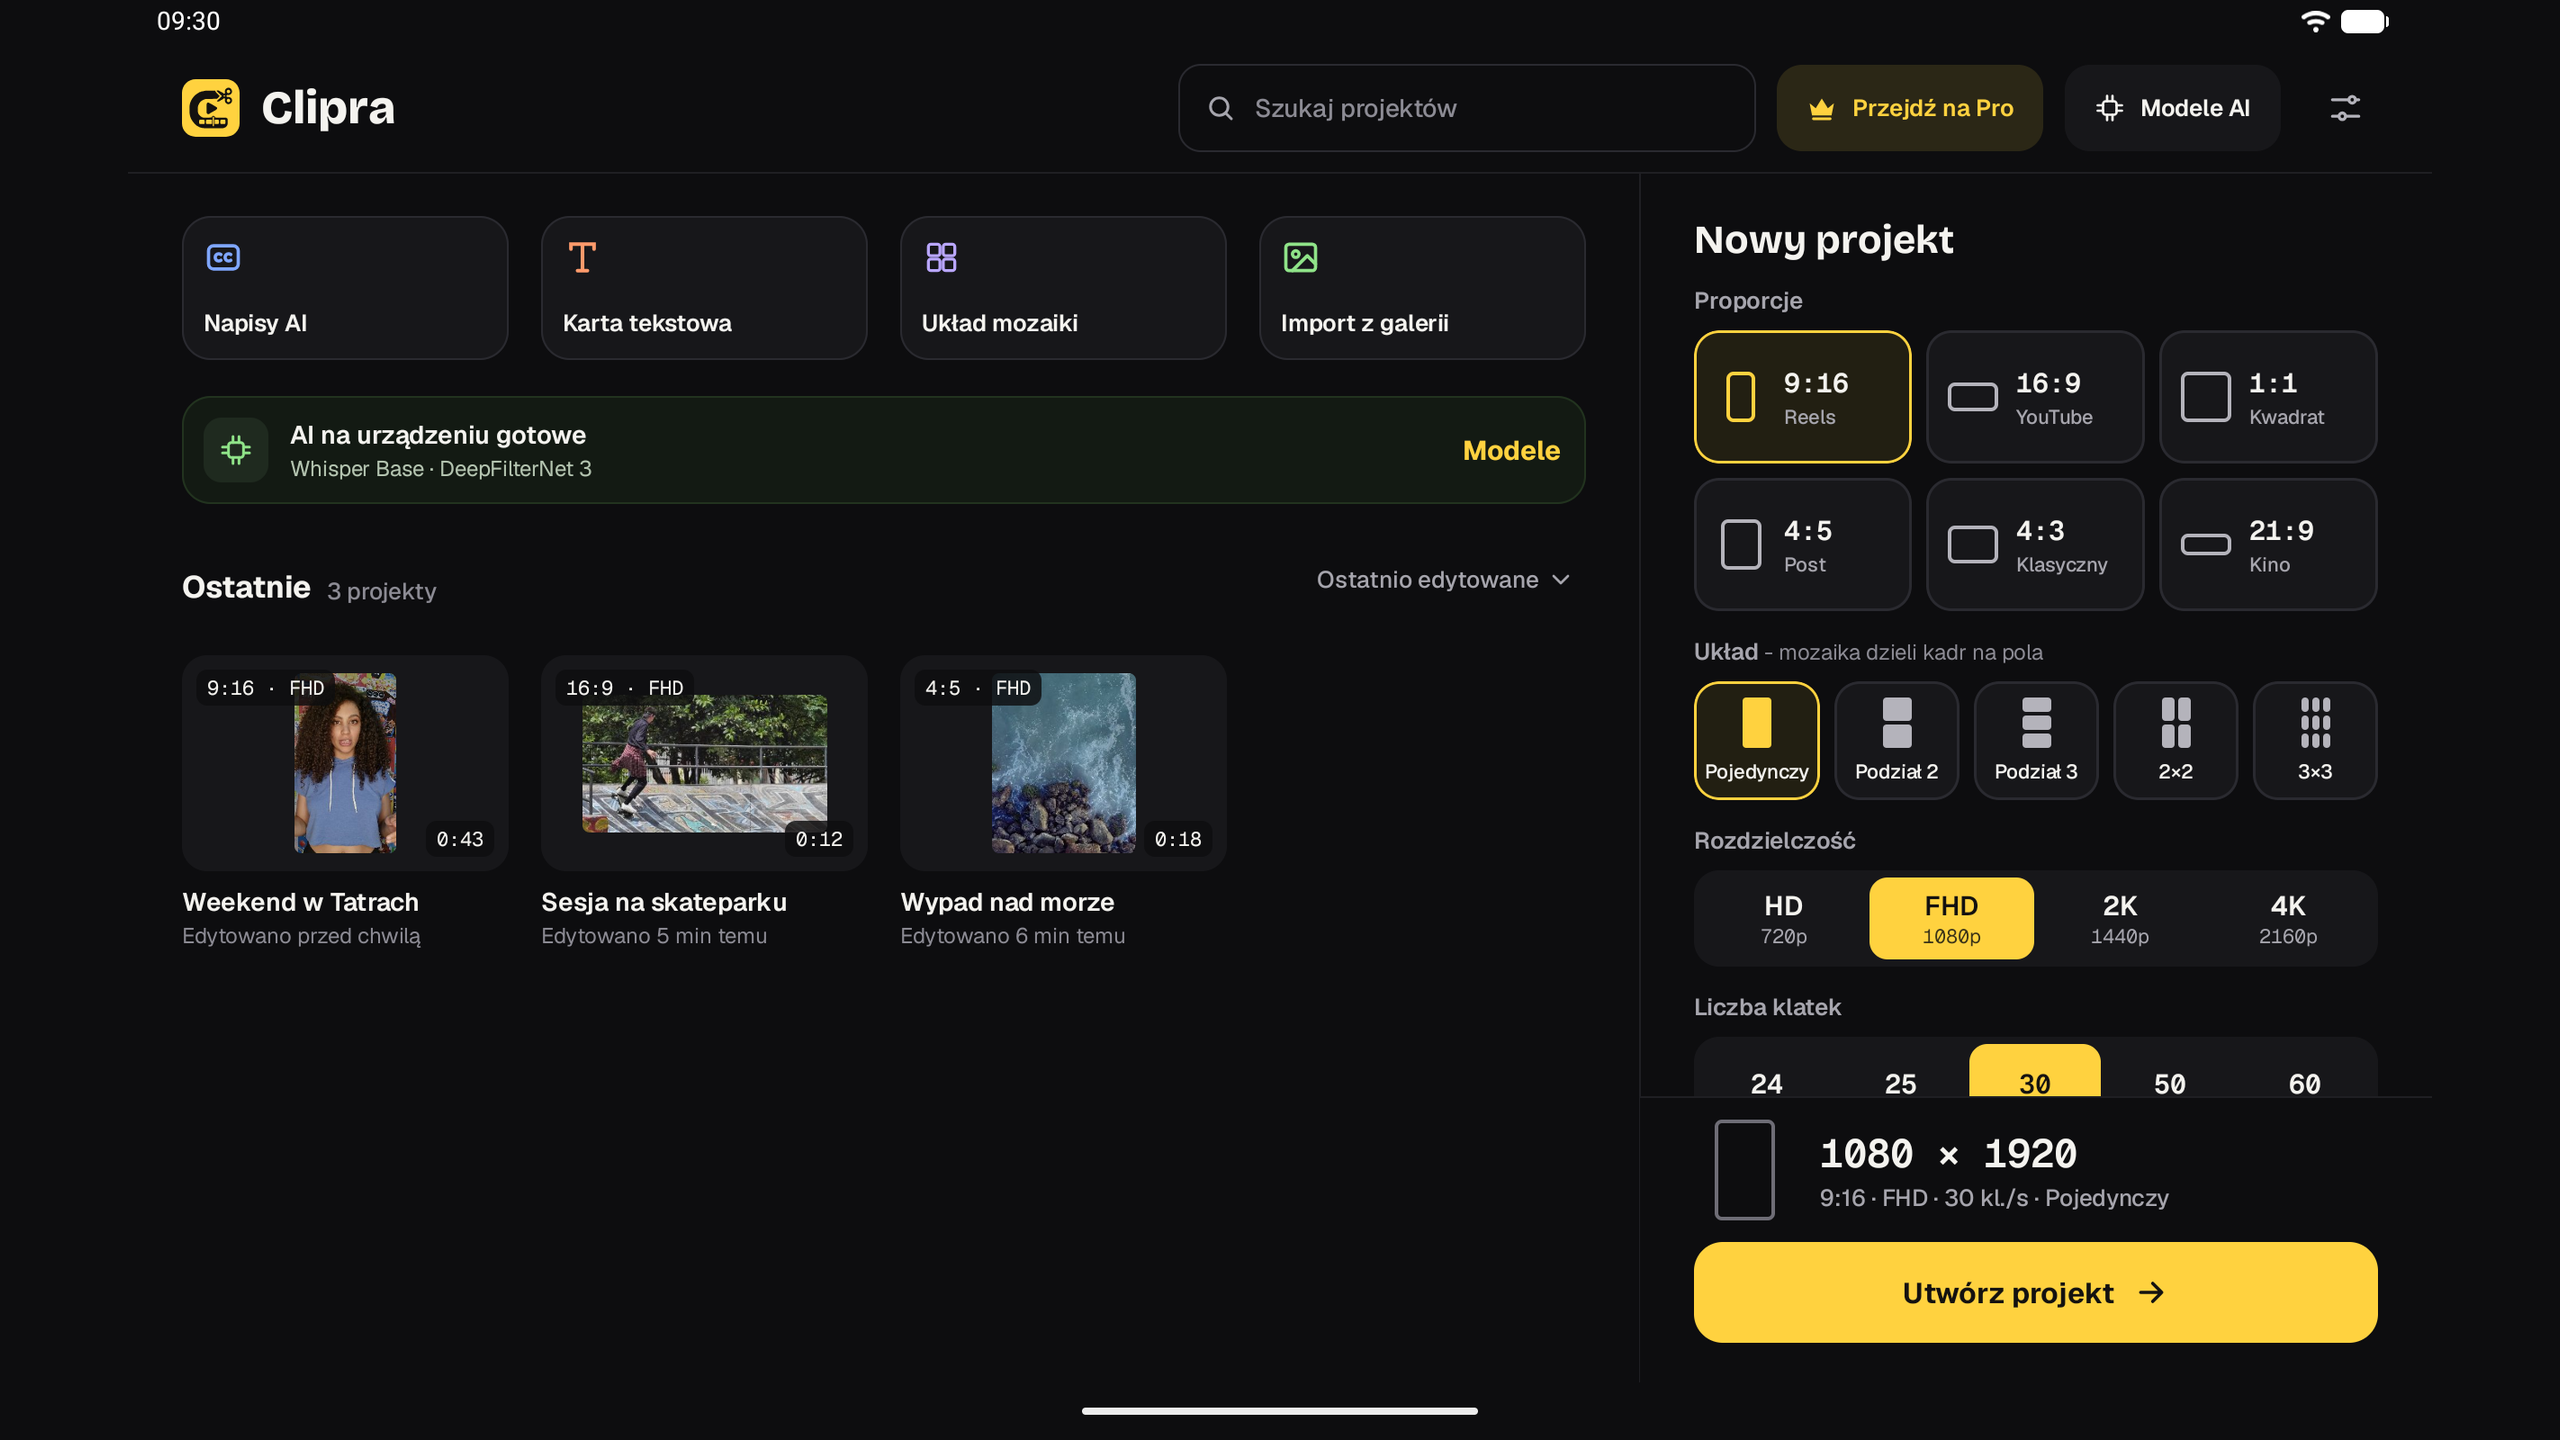 09:30
Clipra
Szukaj projektów
Przejdź na Pro
Modele AI
Napisy AI
Karta tekstowa
Układ mozaiki
Import z galerii
AI na urządzeniu gotowe
Whisper Base · DeepFilterNet 3
Modele
Ostatnie 3 projekty
Ostatnio edytowane
9:16 · FHD
0:43
Weekend w Tatrach
Edytowano przed chwilą
16:9 · FHD
0:12
Sesja na skateparku
Edytowano 5 min temu
4:5 · FHD
0:18
Wypad nad morze
Edytowano 6 min temu
Nowy projekt
Proporcje
9:16
Reels
16:9
YouTube
1:1
Kwadrat
4:5
Post
4:3
Klasyczny
21:9
Kino
Układ - mozaika dzieli kadr na pola
Pojedynczy
Podział 2
Podział 3
2×2
3×3
Rozdzielczość
HD
720p
FHD
1080p
2K
1440p
4K
2160p
Liczba klatek
24
25
30
50
60
1080 × 1920
9:16 · FHD · 30 kl./s · Pojedynczy
Utwórz projekt